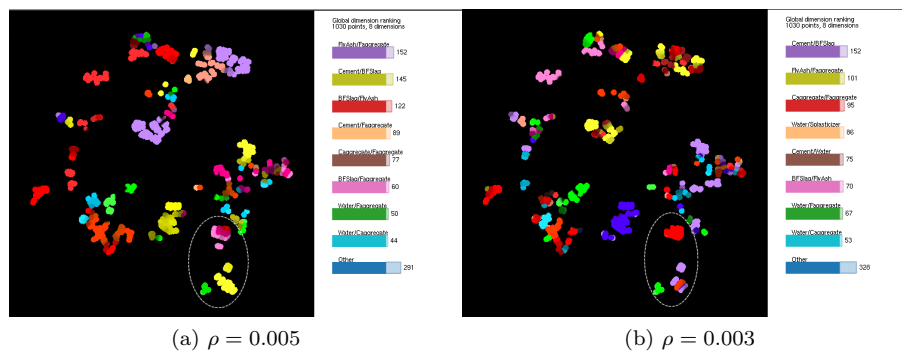 Global dimension ranking
1030 points, 8 dimensions
FlyAsh/Faggregate
152
Cement/BFSlag
145
BFSlag/FlyAsh
122
Cement/Faggregate
89
Caggregate/Faggregate
77
BFSlag/Faggregate
60
Water/Faggregate
50
Water/Caggregate
44
Other
291
(a) ρ = 0.005
Global dimension ranking
1030 points, 8 dimensions
Cement/BFSlag
152
FlyAsh/Faggregate
101
Caggregate/Faggregate
95
Water/Solasticizer
86
Cement/Water
75
BFSlag/FlyAsh
70
Water/Faggregate
67
Water/Caggregate
53
Other
328
(b) ρ = 0.003